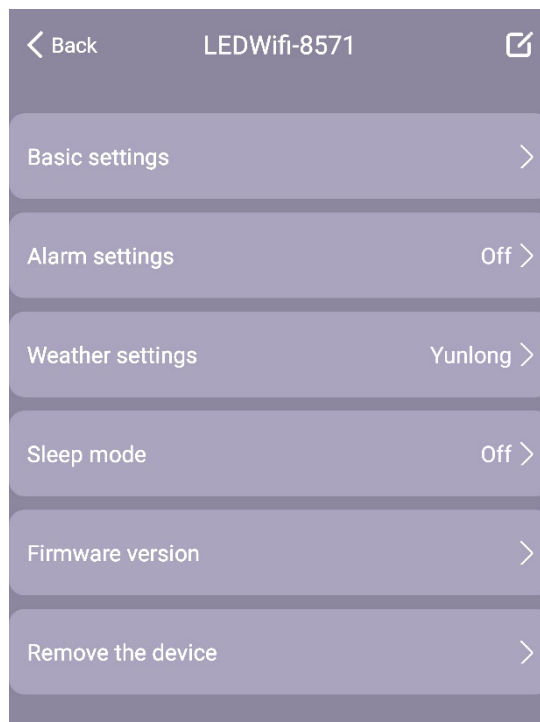 Back LEDWifi-8571
Basic settings
Alarm settings Off
Weather settings Yunlong
Sleep mode Off
Firmware version
Remove the device